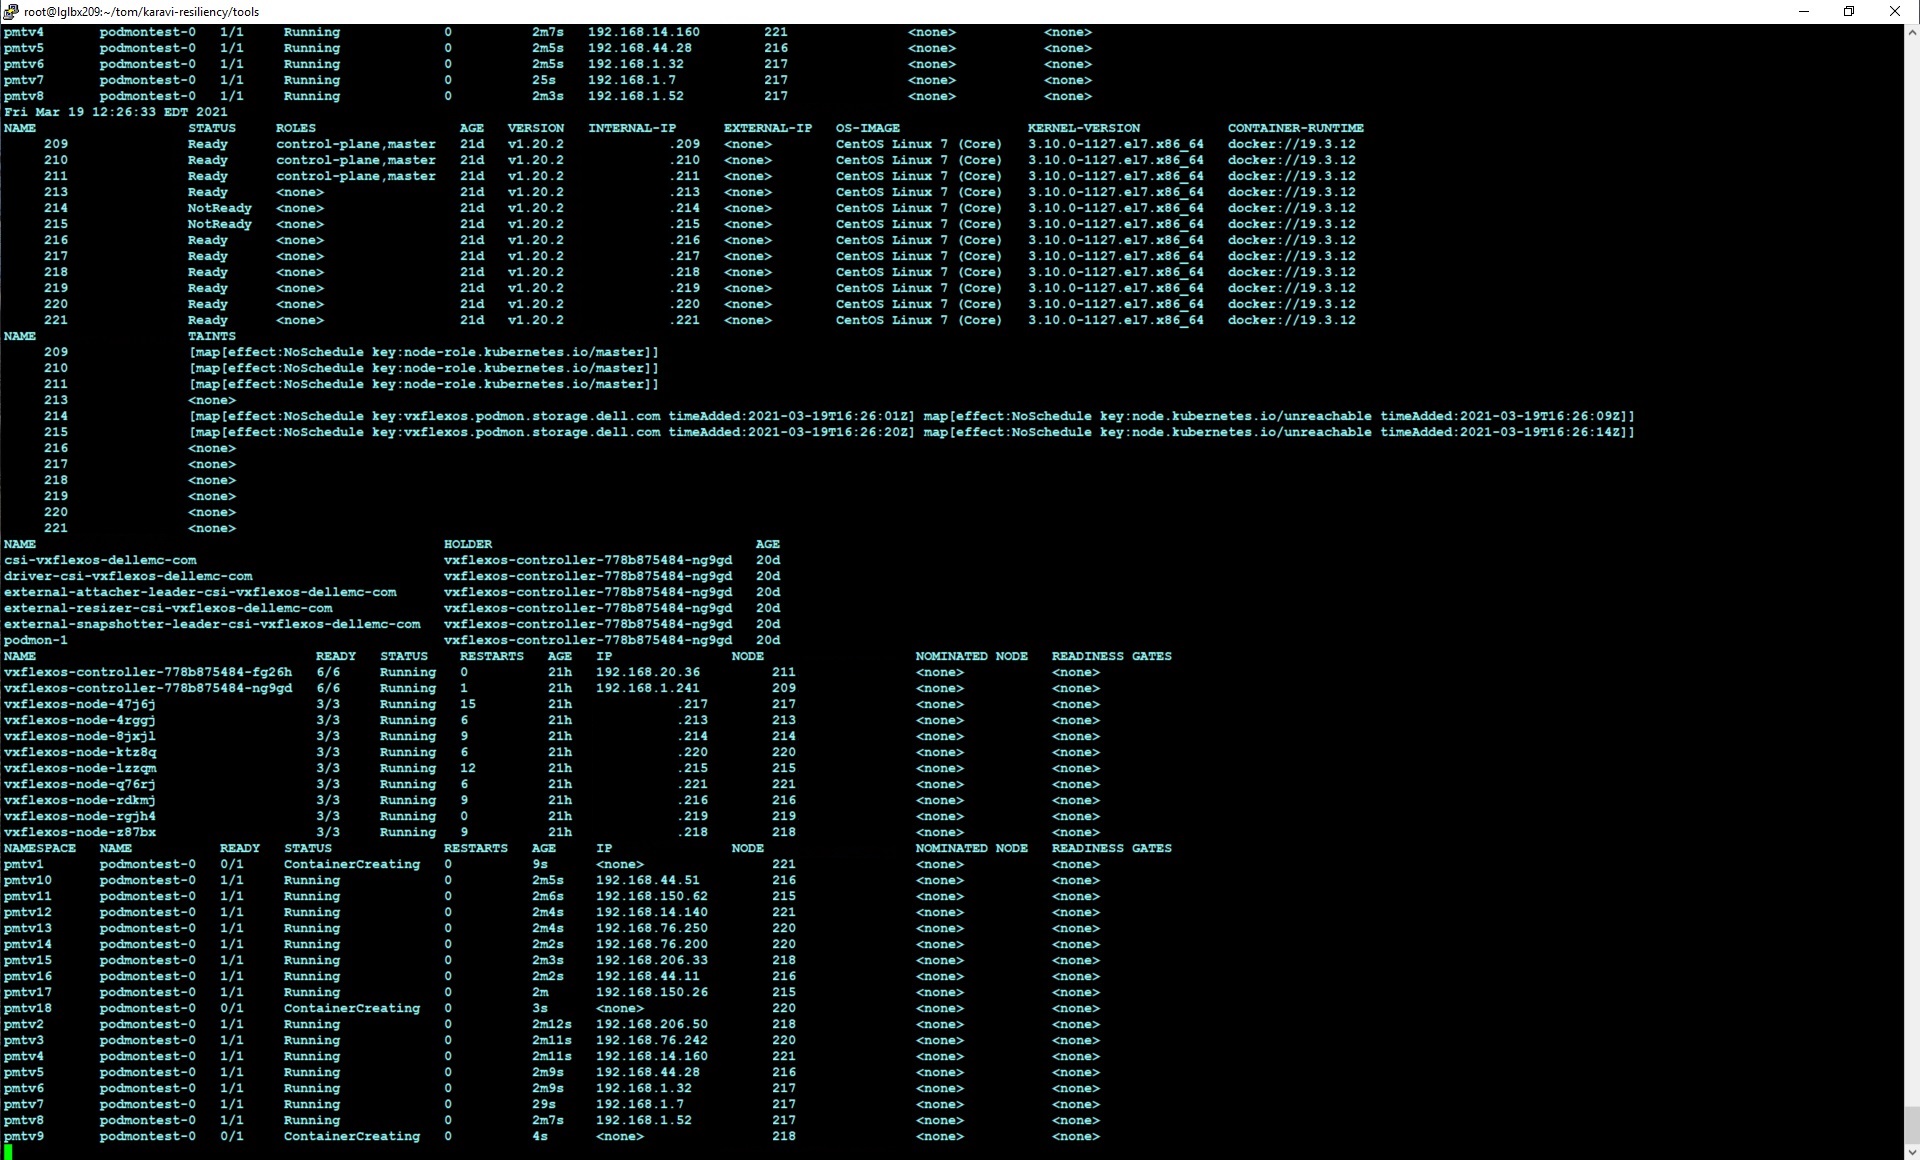 root@lglbx209:~/tom/karavi-resiliency/tools
pmtv4 podmontest-0 1/1 Running 0 2m7s 192.168.14.160 221 <none> <none>
pmtv5 podmontest-0 1/1 Running 0 2m5s 192.168.44.28 216 <none> <none>
pmtv6 podmontest-0 1/1 Running 0 2m5s 192.168.1.32 217 <none> <none>
pmtv7 podmontest-0 1/1 Running 0 25s 192.168.1.7 217 <none> <none>
pmtv8 podmontest-0 1/1 Running 0 2m3s 192.168.1.52 217 <none> <none>
Fri Mar 19 12:26:33 EDT 2021
NAME STATUS ROLES AGE VERSION INTERNAL-IP EXTERNAL-IP OS-IMAGE KERNEL-VERSION CONTAINER-RUNTIME
209 Ready control-plane,master 21d v1.20.2 .209 <none> CentOS Linux 7 (Core) 3.10.0-1127.el7.x86_64 docker://19.3.12
210 Ready control-plane,master 21d v1.20.2 .210 <none> CentOS Linux 7 (Core) 3.10.0-1127.el7.x86_64 docker://19.3.12
211 Ready control-plane,master 21d v1.20.2 .211 <none> CentOS Linux 7 (Core) 3.10.0-1127.el7.x86_64 docker://19.3.12
213 Ready <none> 21d v1.20.2 .213 <none> CentOS Linux 7 (Core) 3.10.0-1127.el7.x86_64 docker://19.3.12
214 NotReady <none> 21d v1.20.2 .214 <none> CentOS Linux 7 (Core) 3.10.0-1127.el7.x86_64 docker://19.3.12
215 NotReady <none> 21d v1.20.2 .215 <none> CentOS Linux 7 (Core) 3.10.0-1127.el7.x86_64 docker://19.3.12
216 Ready <none> 21d v1.20.2 .216 <none> CentOS Linux 7 (Core) 3.10.0-1127.el7.x86_64 docker://19.3.12
217 Ready <none> 21d v1.20.2 .217 <none> CentOS Linux 7 (Core) 3.10.0-1127.el7.x86_64 docker://19.3.12
218 Ready <none> 21d v1.20.2 .218 <none> CentOS Linux 7 (Core) 3.10.0-1127.el7.x86_64 docker://19.3.12
219 Ready <none> 21d v1.20.2 .219 <none> CentOS Linux 7 (Core) 3.10.0-1127.el7.x86_64 docker://19.3.12
220 Ready <none> 21d v1.20.2 .220 <none> CentOS Linux 7 (Core) 3.10.0-1127.el7.x86_64 docker://19.3.12
221 Ready <none> 21d v1.20.2 .221 <none> CentOS Linux 7 (Core) 3.10.0-1127.el7.x86_64 docker://19.3.12
NAME TAINTS
209 [map[effect:NoSchedule key:node-role.kubernetes.io/master]]
210 [map[effect:NoSchedule key:node-role.kubernetes.io/master]]
211 [map[effect:NoSchedule key:node-role.kubernetes.io/master]]
213 <none>
214 [map[effect:NoSchedule key:vxflexos.podmon.storage.dell.com timeAdded:2021-03-19T16:26:01Z] map[effect:NoSchedule key:node.kubernetes.io/unreachable timeAdded:2021-03-19T16:26:09Z]]
215 [map[effect:NoSchedule key:vxflexos.podmon.storage.dell.com timeAdded:2021-03-19T16:26:20Z] map[effect:NoSchedule key:node.kubernetes.io/unreachable timeAdded:2021-03-19T16:26:14Z]]
216 <none>
217 <none>
218 <none>
219 <none>
220 <none>
221 <none>
NAME HOLDER AGE
csi-vxflexos-dellemc-com vxflexos-controller-778b875484-ng9gd 20d
driver-csi-vxflexos-dellemc-com vxflexos-controller-778b875484-ng9gd 20d
external-attacher-leader-csi-vxflexos-dellemc-com vxflexos-controller-778b875484-ng9gd 20d
external-resizer-csi-vxflexos-dellemc-com vxflexos-controller-778b875484-ng9gd 20d
external-snapshotter-leader-csi-vxflexos-dellemc-com vxflexos-controller-778b875484-ng9gd 20d
podmon-1 vxflexos-controller-778b875484-ng9gd 20d
NAME READY STATUS RESTARTS AGE IP NODE NOMINATED NODE READINESS GATES
vxflexos-controller-778b875484-fg26h 6/6 Running 0 21h 192.168.20.36 211 <none> <none>
vxflexos-controller-778b875484-ng9gd 6/6 Running 1 21h 192.168.1.241 209 <none> <none>
vxflexos-node-47j6j 3/3 Running 15 21h .217 217 <none> <none>
vxflexos-node-4rggj 3/3 Running 6 21h .213 213 <none> <none>
vxflexos-node-8jxjl 3/3 Running 9 21h .214 214 <none> <none>
vxflexos-node-ktz8q 3/3 Running 6 21h .220 220 <none> <none>
vxflexos-node-lzzqm 3/3 Running 12 21h .215 215 <none> <none>
vxflexos-node-q76rj 3/3 Running 6 21h .221 221 <none> <none>
vxflexos-node-rdkmj 3/3 Running 9 21h .216 216 <none> <none>
vxflexos-node-rgjh4 3/3 Running 0 21h .219 219 <none> <none>
vxflexos-node-z87bx 3/3 Running 9 21h .218 218 <none> <none>
NAMESPACE NAME READY STATUS RESTARTS AGE IP NODE NOMINATED NODE READINESS GATES
pmtv1 podmontest-0 0/1 ContainerCreating 0 9s <none> 221 <none> <none>
pmtv10 podmontest-0 1/1 Running 0 2m5s 192.168.44.51 216 <none> <none>
pmtv11 podmontest-0 1/1 Running 0 2m6s 192.168.150.62 215 <none> <none>
pmtv12 podmontest-0 1/1 Running 0 2m4s 192.168.14.140 221 <none> <none>
pmtv13 podmontest-0 1/1 Running 0 2m4s 192.168.76.250 220 <none> <none>
pmtv14 podmontest-0 1/1 Running 0 2m2s 192.168.76.200 220 <none> <none>
pmtv15 podmontest-0 1/1 Running 0 2m3s 192.168.206.33 218 <none> <none>
pmtv16 podmontest-0 1/1 Running 0 2m2s 192.168.44.11 216 <none> <none>
pmtv17 podmontest-0 1/1 Running 0 2m 192.168.150.26 215 <none> <none>
pmtv18 podmontest-0 0/1 ContainerCreating 0 3s <none> 220 <none> <none>
pmtv2 podmontest-0 1/1 Running 0 2m12s 192.168.206.50 218 <none> <none>
pmtv3 podmontest-0 1/1 Running 0 2m11s 192.168.76.242 220 <none> <none>
pmtv4 podmontest-0 1/1 Running 0 2m11s 192.168.14.160 221 <none> <none>
pmtv5 podmontest-0 1/1 Running 0 2m9s 192.168.44.28 216 <none> <none>
pmtv6 podmontest-0 1/1 Running 0 2m9s 192.168.1.32 217 <none> <none>
pmtv7 podmontest-0 1/1 Running 0 29s 192.168.1.7 217 <none> <none>
pmtv8 podmontest-0 1/1 Running 0 2m7s 192.168.1.52 217 <none> <none>
pmtv9 podmontest-0 0/1 ContainerCreating 0 4s <none> 218 <none> <none>